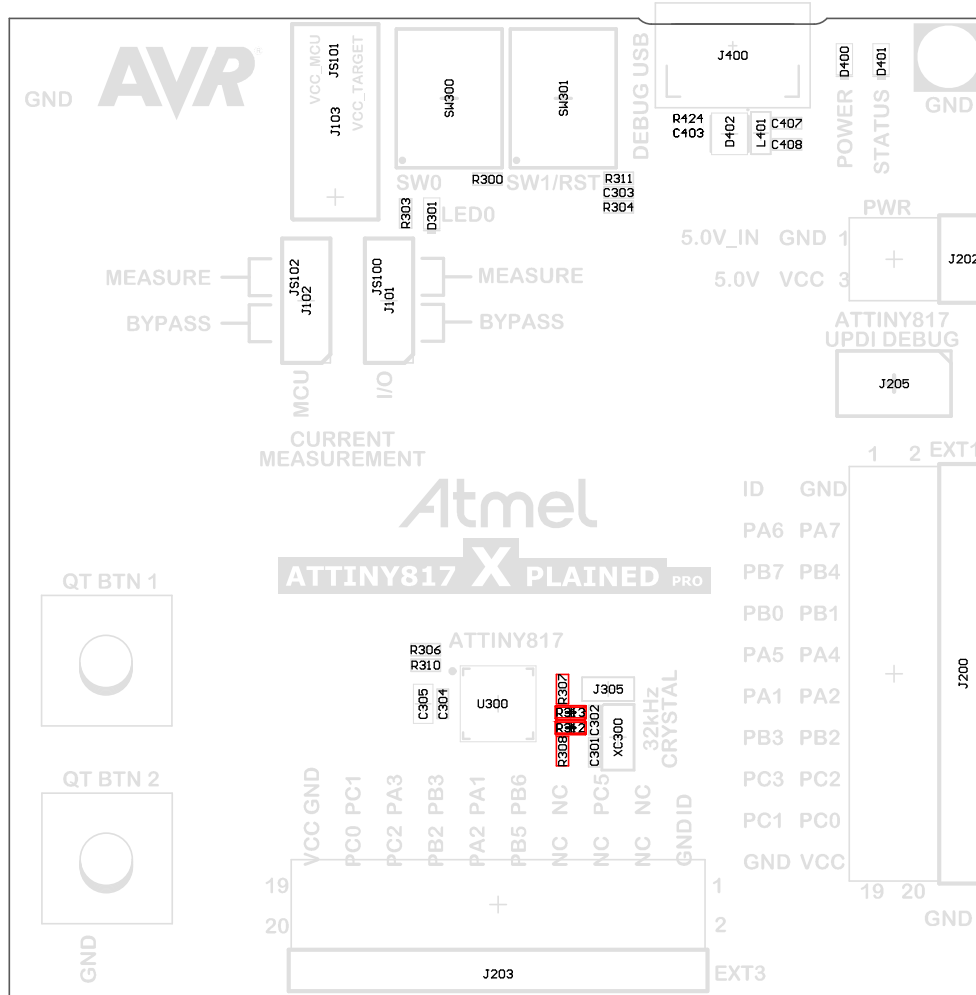 GND
AVR
VCC_MCU
JS101
J103
VCC_TARGET
SW300
SW301
DEBUG USB
J400
D400
D401
POWER
STATUS
GND
R424
C403
D402
L401
C407
C408
SW0
R300
SW1/RST
R311
C303
R304
R303
D301
LED0
PWR
5.0V_IN GND 1
5.0V VCC 3
J202
MEASURE
BYPASS
JS102
J102
JS100
J101
MEASURE
BYPASS
MCU
I/O
CURRENT
MEASUREMENT
ATTINY817
UPDI DEBUG
J205
1 2 EXT1
Atmel
ATTINY817 X PLAINED PRO
ID GND
PA6 PA7
PB7 PB4
PB0 PB1
PA5 PA4
PA1 PA2
PB3 PB2
PC3 PC2
PC1 PC0
GND VCC
19 20
J200
GND
QT BTN 1
QT BTN 2
GND
ATTINY817
R306
R310
C305
C304
U300
R307
R308
J305
C302
C301
XC300
32kHz
CRYSTAL
VCC GND
PC0 PC1
PC2 PA3
PB2 PB3
PA2 PA1
PB5 PB6
NC NC
NC PC5
NC NC
GND ID
19
20
1
2
J203
EXT3